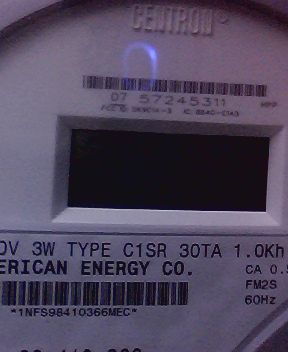 CENTRON
07 57245311
0V 3W TYPE C1SR 30TA 1.0Kh
ERICAN ENERGY CO.
CA 0.5
FM2S
*1NFS98410366MEC*
60Hz